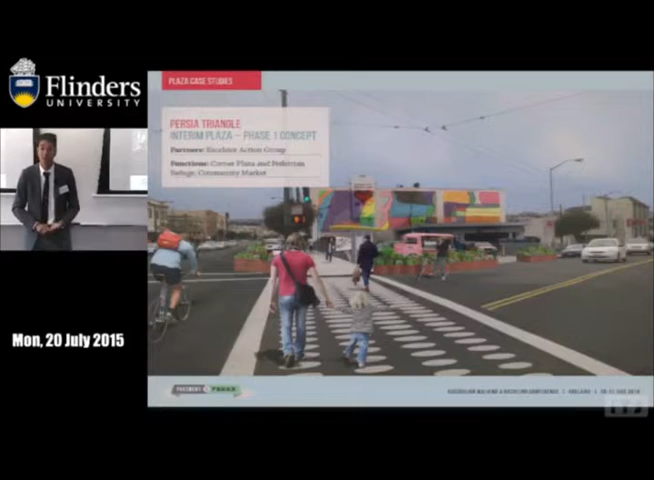 Flinders
UNIVERSITY
PLAZA CASE STUDIES
PERSIA TRIANGLE
INTERIM PLAZA – PHASE 1 CONCEPT
Partners: Excelsior Action Group
Functions: Corner Plaza and Pedestrian
Refuge; Community Market
Mon, 20 July 2015
PAVEMENT
PARKS